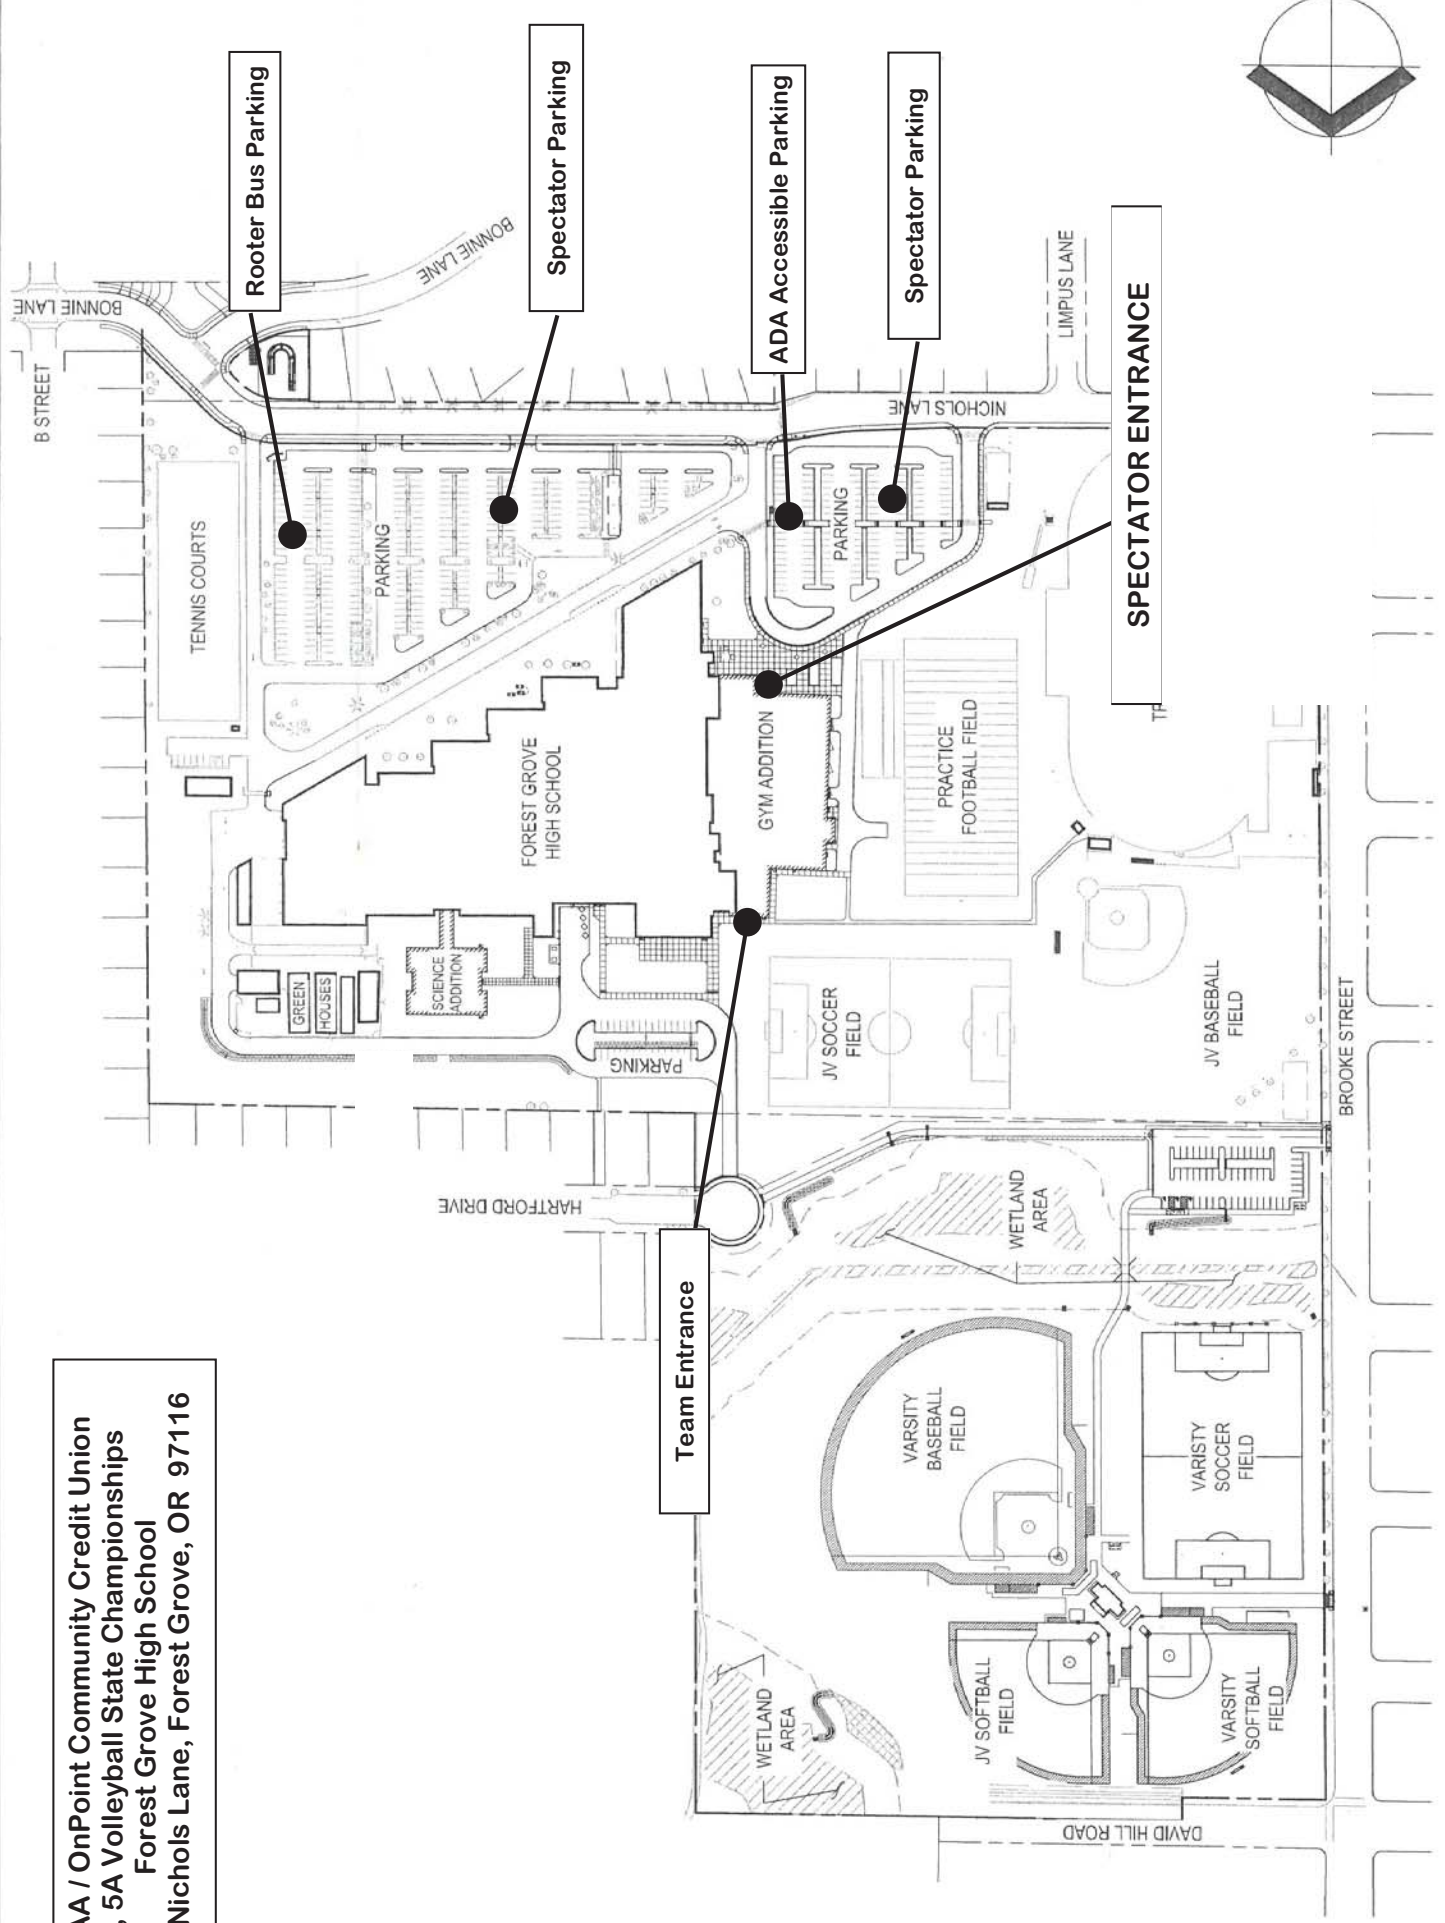 AA / OnPoint Community Credit Union
, 5A Volleyball State Championships
Forest Grove High School
Nichols Lane, Forest Grove, OR 97116
Rooter Bus Parking
Spectator Parking
ADA Accessible Parking
Spectator Parking
SPECTATOR ENTRANCE
Team Entrance
B STREET
BONNIE LANE
BONNIE LANE
NICHOLS LANE
LIMPUS LANE
TENNIS COURTS
PARKING
PARKING
FOREST GROVE
HIGH SCHOOL
GYM ADDITION
PRACTICE
FOOTBALL FIELD
SCIENCE
ADDITION
GREEN
HOUSES
PARKING
JV SOCCER
FIELD
JV BASEBALL
FIELD
BROOKE STREET
HARTFORD DRIVE
WETLAND
AREA
VARSITY
BASEBALL
FIELD
VARISTY
SOCCER
FIELD
WETLAND
AREA
JV SOFTBALL
FIELD
VARSITY
SOFTBALL
FIELD
DAVID HILL ROAD